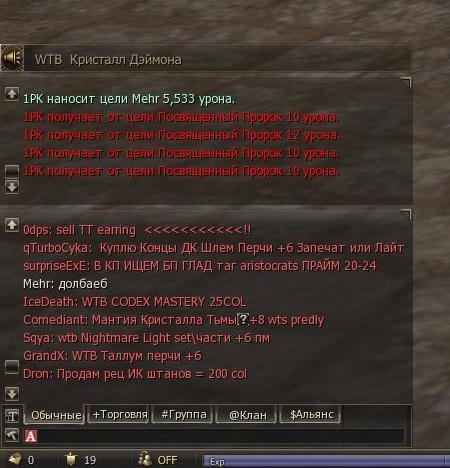 WTB Кристалл Дэймона
1PK наносит цели Mehr 5,533 урона.
1PK получает от цели Посвященный Пророк 10 урона.
1PK получает от цели Посвященный Пророк 12 урона.
1PK получает от цели Посвященный Пророк 10 урона.
1PK получает от цели Посвященный Пророк 10 урона.
0dps: sell TT earring <<<<<<<<<<<!!
qTurboCyka: Куплю Концы ДК Шлем Перчи +6 Запечат или Лайт
surpriseExE: В КП ИЩЕМ БП ГЛАД таг aristocrats ПРАЙМ 20-24
Mehr: долбаеб
IceDeath: WTB CODEX MASTERY 25COL
Comediant: Мантия Кристалла Тьмы ? +8 wts predly
Sqya: wtb Nightmare Light set\части +6 пм
GrandX: WTB Таллум перчи +6
Dron: Продам рец ИК штанов = 200 col
Обычные +Торговля #Группа @Клан $Альянс
A
0 19 OFF Exp